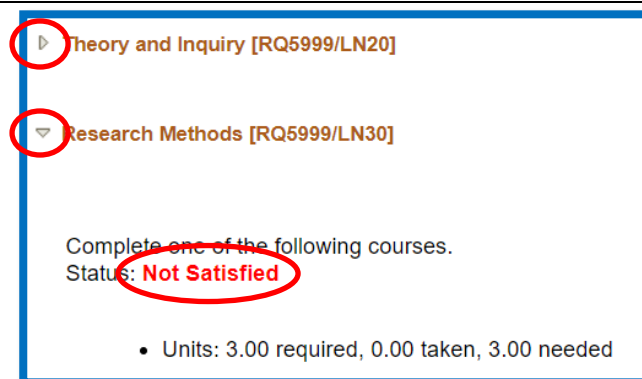 Theory and Inquiry [RQ5999/LN20]
Research Methods [RQ5999/LN30]
Complete one of the following courses.
Status: Not Satisfied
• Units: 3.00 required, 0.00 taken, 3.00 needed